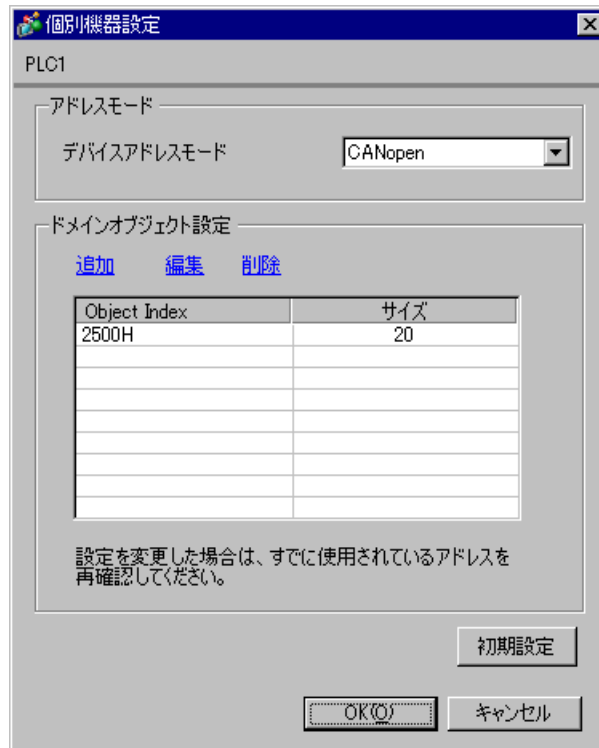 個別機器設定
PLC1
アドレスモード
デバイスアドレスモード CANopen
ドメインオブジェクト設定
追加 編集 削除
Object Index サイズ
2500H 20
設定を変更した場合は、すでに使用されているアドレスを
再確認してください。
初期設定
OK(O) キャンセル